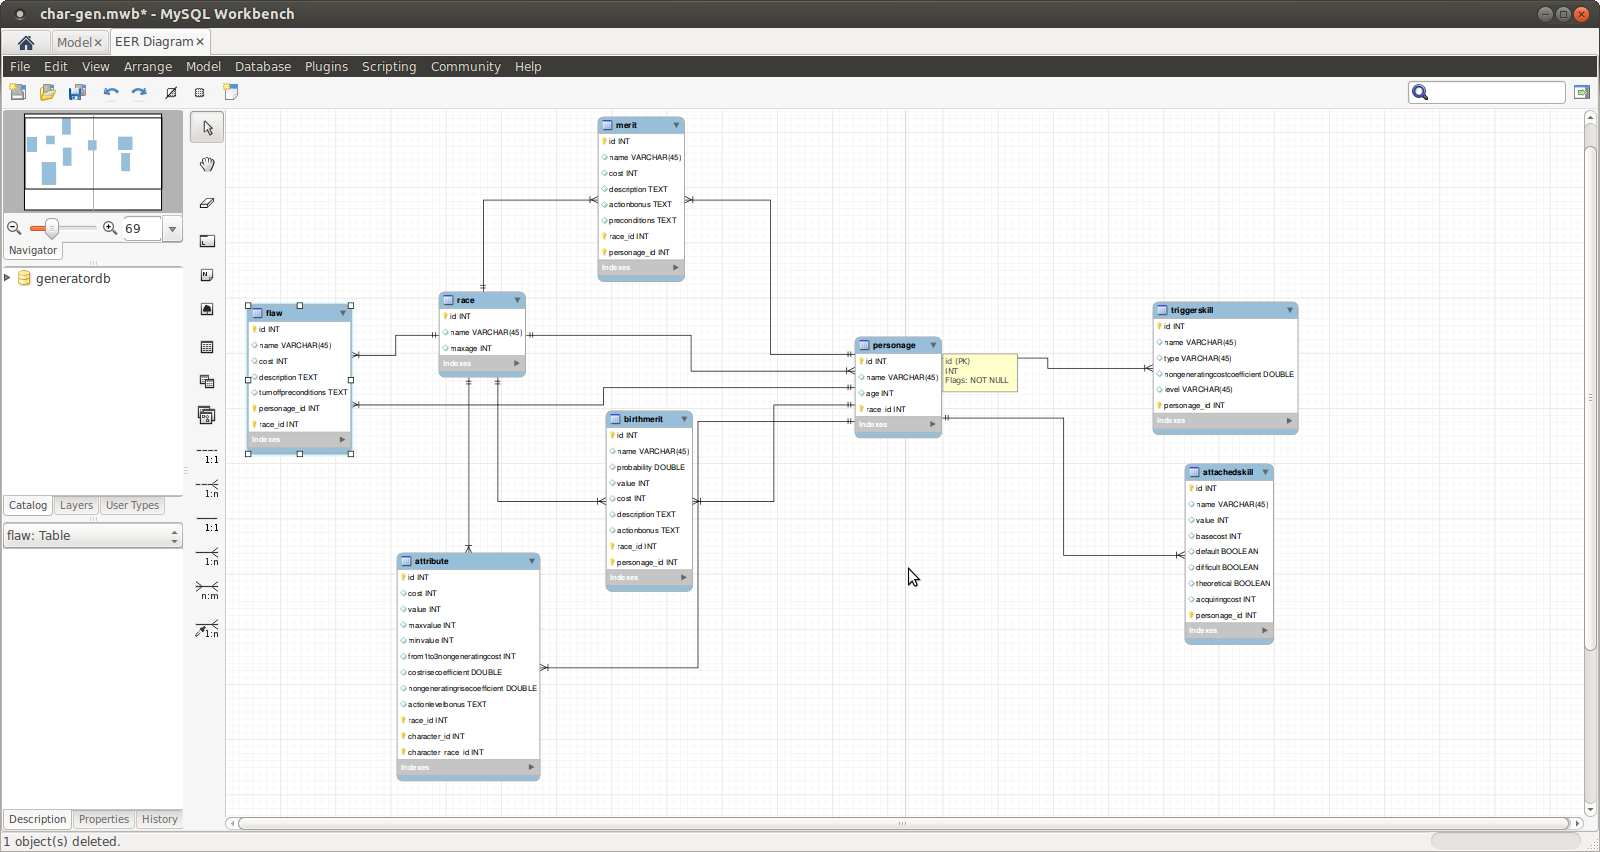 char-gen.mwb* - MySQL Workbench
Model
EER Diagram
File Edit View Arrange Model Database Plugins Scripting Community Help
69
Navigator
generatordb
Catalog Layers User Types
flaw: Table
Description Properties History
1 object(s) deleted.
1:1
1:n
1:1
1:n
n:m
1:n
merit
id INT
name VARCHAR(45)
cost INT
description TEXT
actionbonus TEXT
preconditions TEXT
race_id INT
personage_id INT
Indexes
flaw
id INT
name VARCHAR(45)
cost INT
description TEXT
turnoffpreconditions TEXT
personage_id INT
race_id INT
Indexes
race
id INT
name VARCHAR(45)
maxage INT
Indexes
personage
id INT
name VARCHAR(45)
age INT
race_id INT
Indexes
id (PK)
INT
Flags: NOT NULL
triggerskill
id INT
name VARCHAR(45)
type VARCHAR(45)
nongeneratingcostcoefficient DOUBLE
level VARCHAR(45)
personage_id INT
Indexes
birthmerit
id INT
name VARCHAR(45)
probability DOUBLE
value INT
cost INT
description TEXT
actionbonus TEXT
race_id INT
personage_id INT
Indexes
attachedskill
id INT
name VARCHAR(45)
value INT
basecost INT
default BOOLEAN
difficult BOOLEAN
theoretical BOOLEAN
acquiringcost INT
personage_id INT
Indexes
attribute
id INT
cost INT
value INT
maxvalue INT
minvalue INT
from1to3nongeneratingcost INT
costrisecoefficient DOUBLE
nongeneratingrisecoefficient DOUBLE
actionlevelbonus TEXT
race_id INT
character_id INT
character_race_id INT
Indexes